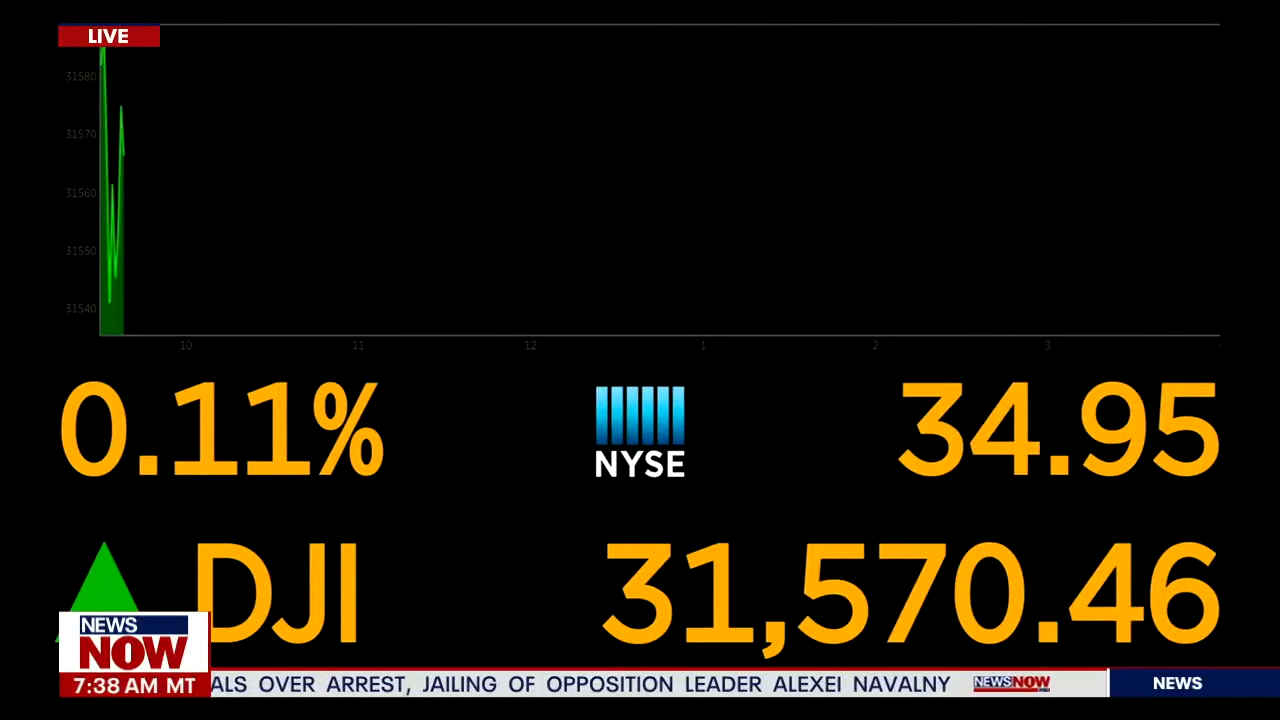 LIVE
31580
31570
31560
31550
31540
10 11 12 1 2 3
0.11%
NYSE
34.95
DJI
31,570.46
NEWS
NOW
7:38 AM MT
ALS OVER ARREST, JAILING OF OPPOSITION LEADER ALEXEI NAVALNY
NEWSNOW
NEWS